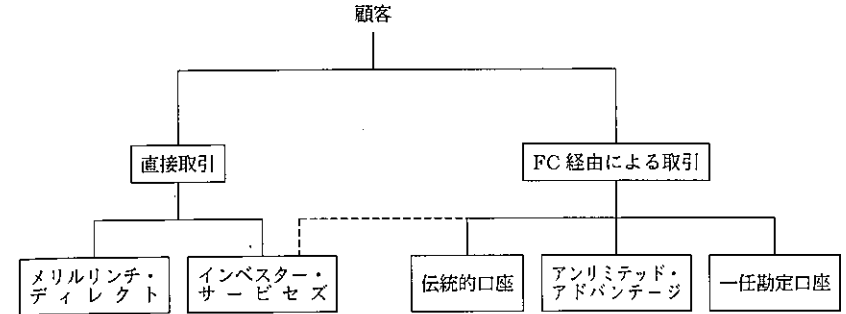 顧客
直接取引
FC 経由による取引
メリルリンチ・
ディレクト
インベスター・
サービセズ
伝統的口座
アンリミテッド・
アドバンテージ
一任勘定口座